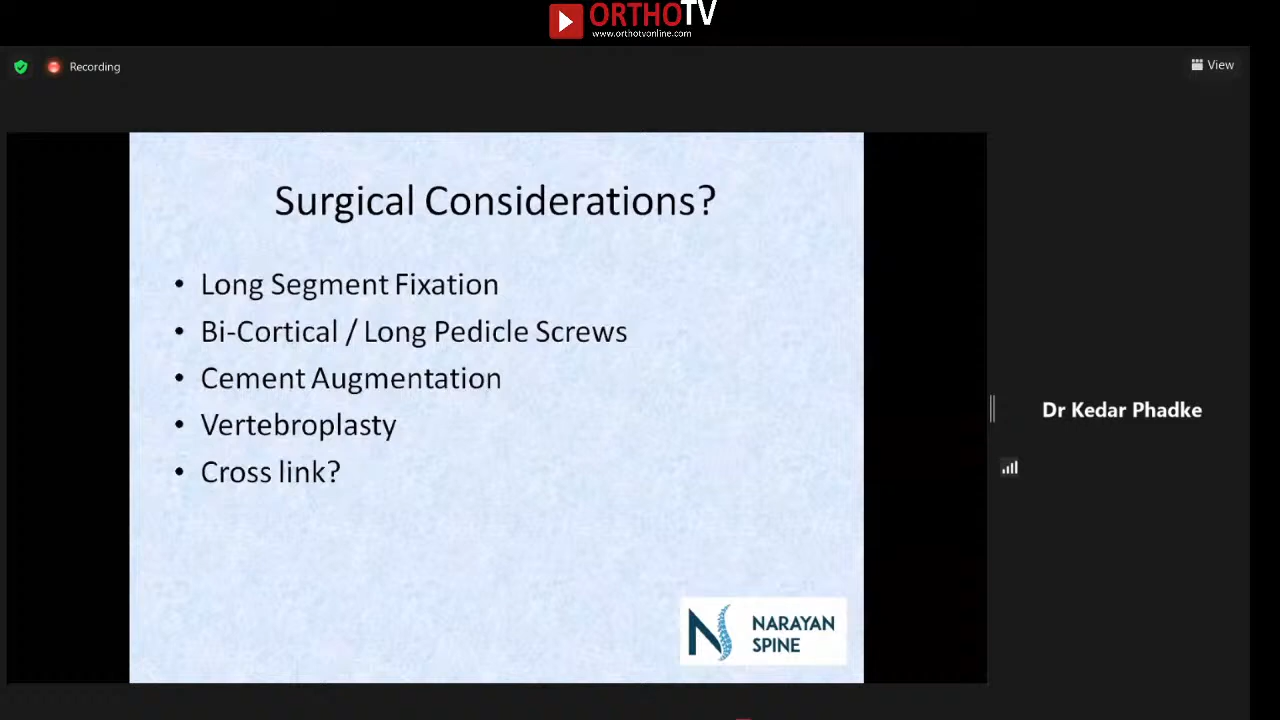 ORTHOTV
www.orthotvonline.com
Recording
View
Surgical Considerations?
• Long Segment Fixation
• Bi-Cortical / Long Pedicle Screws
• Cement Augmentation
• Vertebroplasty
• Cross link?
Dr Kedar Phadke
N
NARAYAN
SPINE